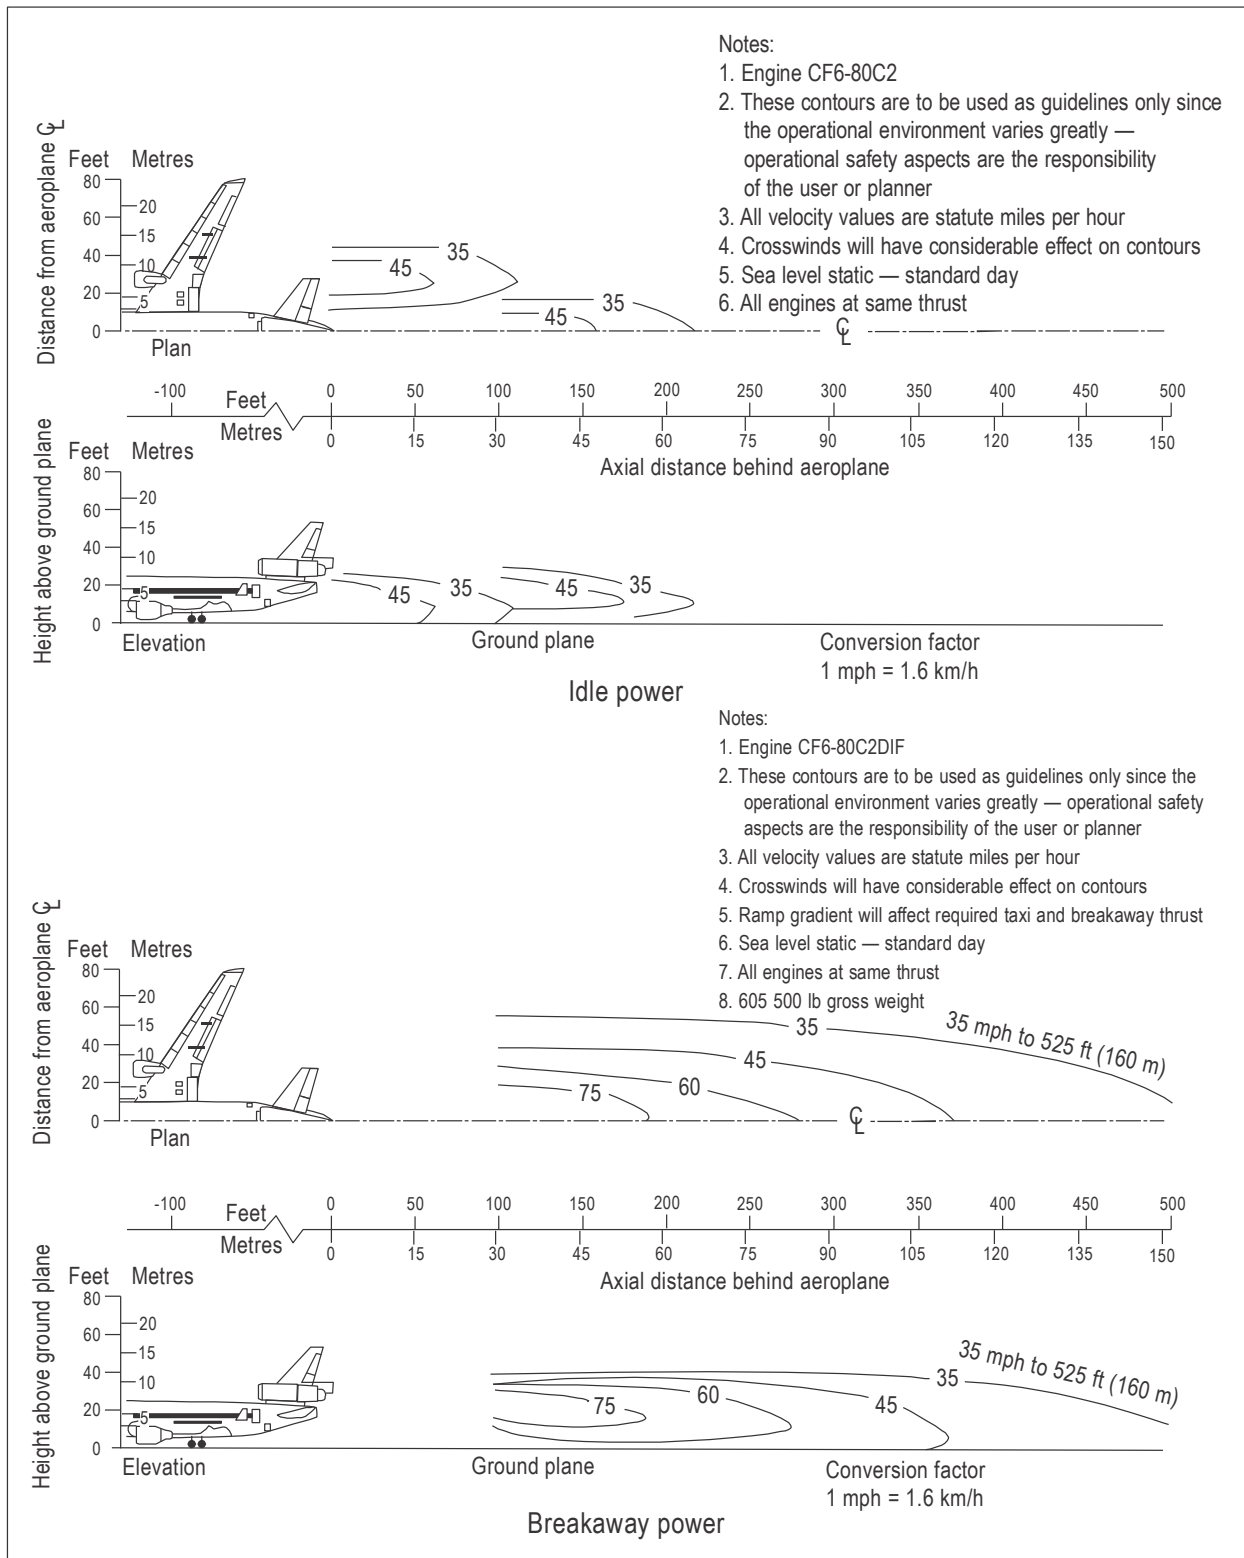 Notes:
1. Engine CF6-80C2
2. These contours are to be used as guidelines only since
the operational environment varies greatly —
operational safety aspects are the responsibility
of the user or planner
3. All velocity values are statute miles per hour
4. Crosswinds will have considerable effect on contours
5. Sea level static — standard day
6. All engines at same thrust
Distance from aeroplane ℄
Feet Metres
80
60
40
20
0
20
15
10
5
35
45
35
45
℄
Plan
-100 0 50 100 150 200 250 300 350 400 450 500
Feet
Metres
0 15 30 45 60 75 90 105 120 135 150
Axial distance behind aeroplane
Height above ground plane
Feet Metres
80
60
40
20
0
20
15
10
5
45 35 45 35
Elevation
Ground plane
Conversion factor
1 mph = 1.6 km/h
Idle power
Notes:
1. Engine CF6-80C2DIF
2. These contours are to be used as guidelines only since the
operational environment varies greatly — operational safety
aspects are the responsibility of the user or planner
3. All velocity values are statute miles per hour
4. Crosswinds will have considerable effect on contours
5. Ramp gradient will affect required taxi and breakaway thrust
6. Sea level static — standard day
7. All engines at same thrust
8. 605 500 lb gross weight
Distance from aeroplane ℄
Feet Metres
80
60
40
20
0
20
15
10
5
35
35 mph to 525 ft (160 m)
45
60
75
℄
Plan
-100 0 50 100 150 200 250 300 350 400 450 500
Feet
Metres
0 15 30 45 60 75 90 105 120 135 150
Axial distance behind aeroplane
Height above ground plane
Feet Metres
80
60
40
20
0
20
15
10
5
35 mph to 525 ft (160 m)
35
60
75
45
Elevation
Ground plane
Conversion factor
1 mph = 1.6 km/h
Breakaway power